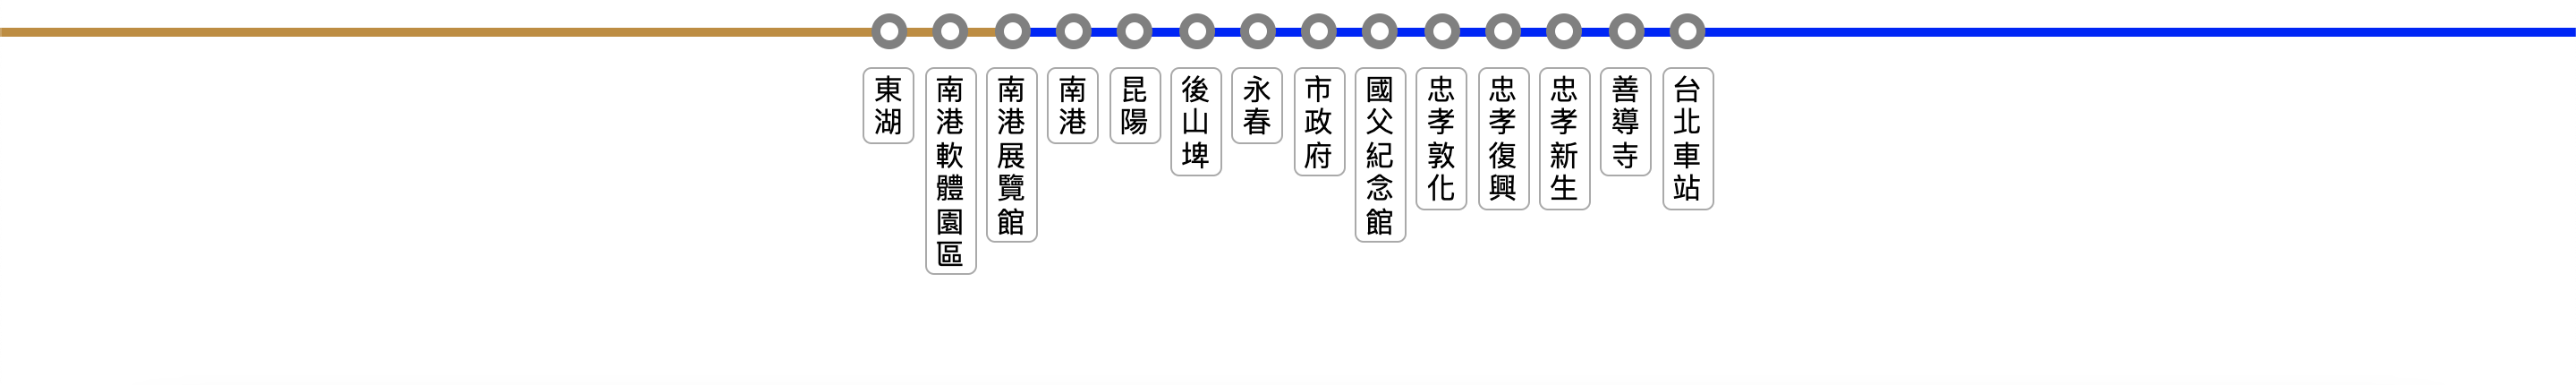 東湖
南港軟體園區
南港展覽館
南港
昆陽
後山埤
永春
市政府
國父紀念館
忠孝敦化
忠孝復興
忠孝新生
善導寺
台北車站